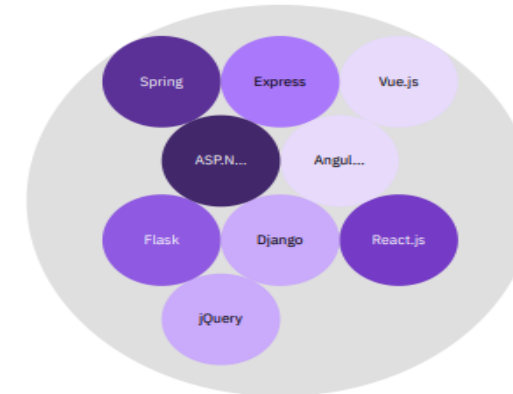 Spring
Express
Vue.js
ASP.N...
Angul...
Flask
Django
React.js
jQuery